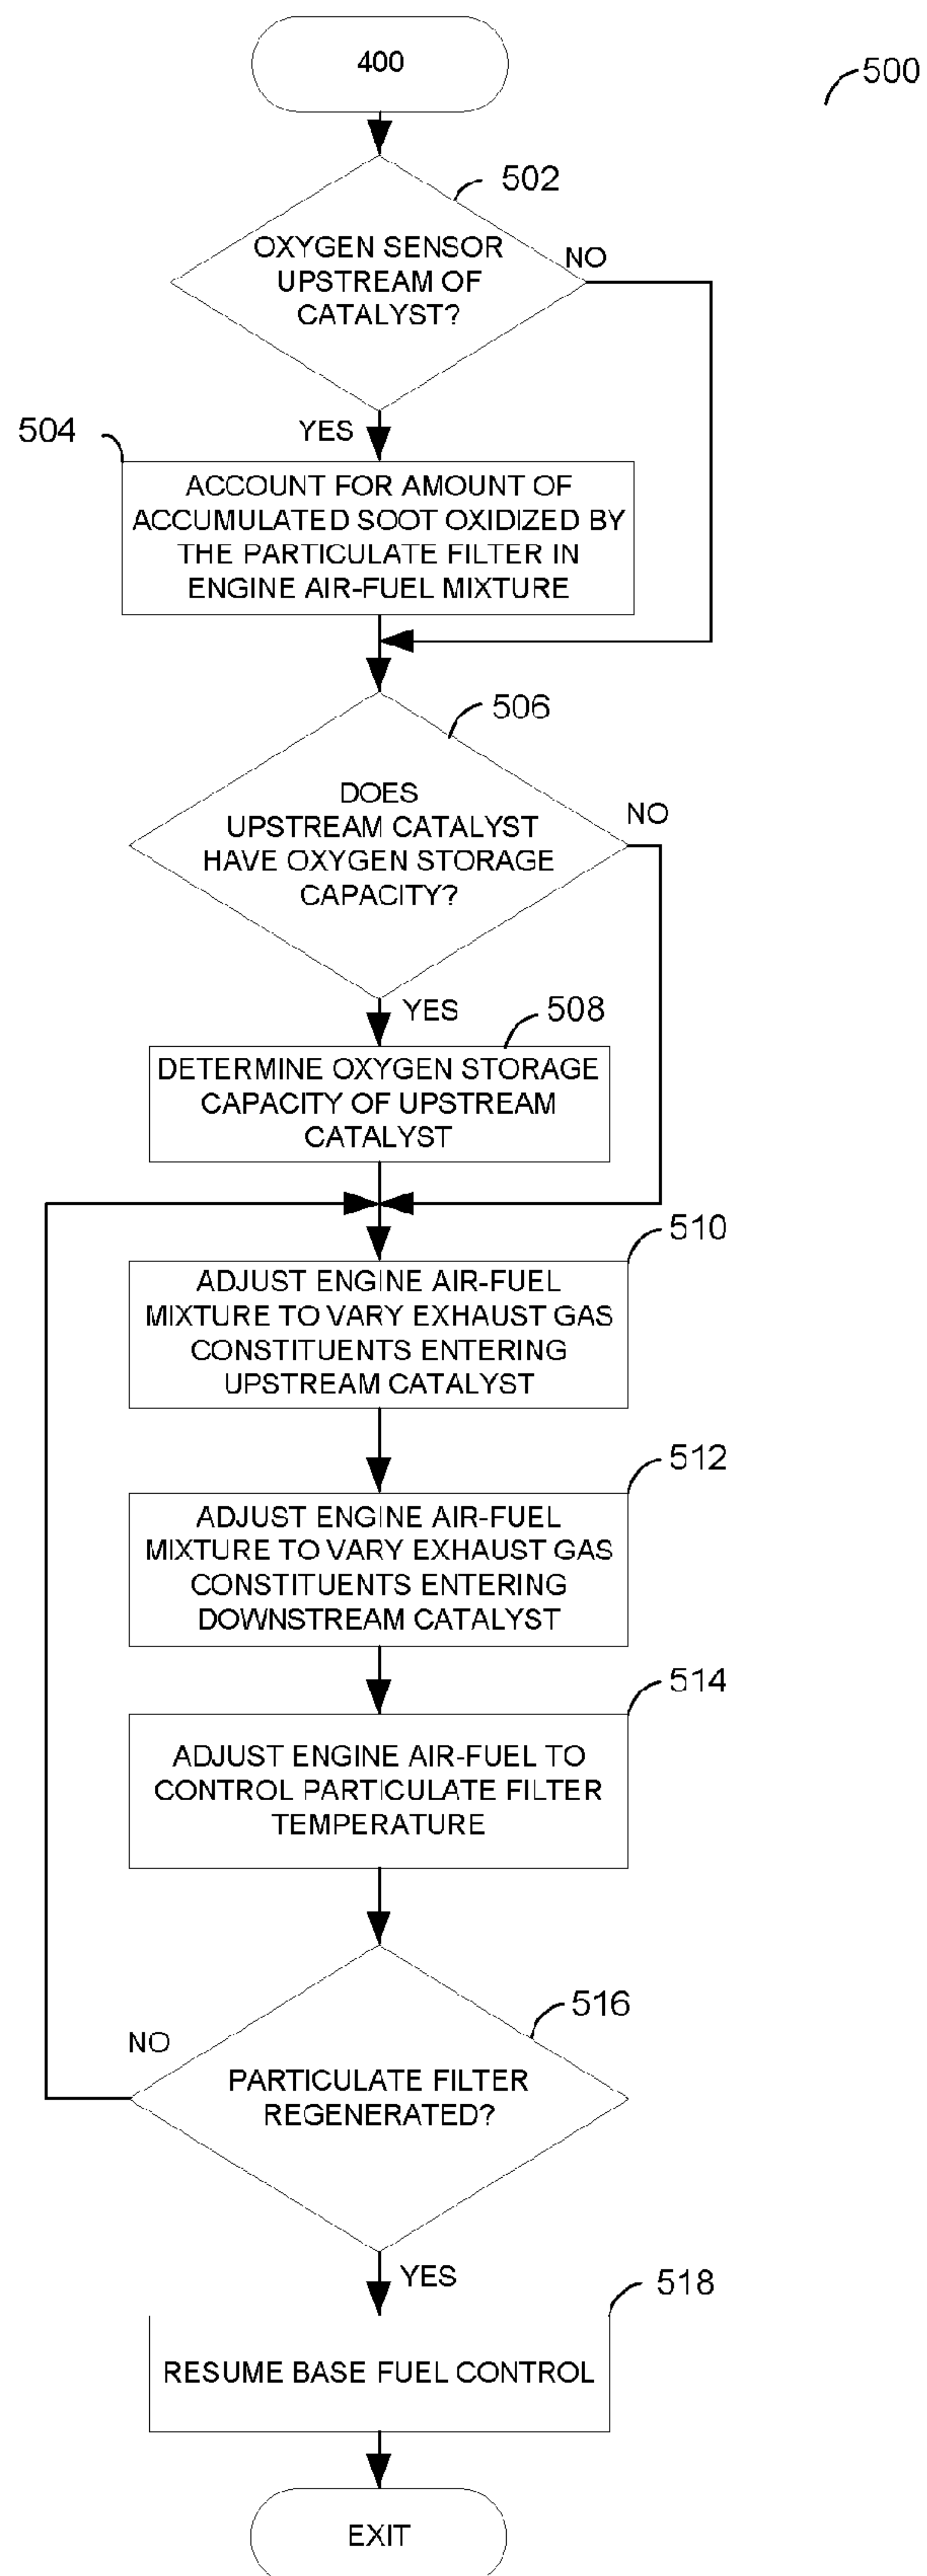 400
500
502
OXYGEN SENSOR
UPSTREAM OF
CATALYST?
NO
YES
504
ACCOUNT FOR AMOUNT OF
ACCUMULATED SOOT OXIDIZED BY
THE PARTICULATE FILTER IN
ENGINE AIR-FUEL MIXTURE
506
DOES
UPSTREAM CATALYST
HAVE OXYGEN STORAGE
CAPACITY?
NO
YES
508
DETERMINE OXYGEN STORAGE
CAPACITY OF UPSTREAM
CATALYST
510
ADJUST ENGINE AIR-FUEL
MIXTURE TO VARY EXHAUST GAS
CONSTITUENTS ENTERING
UPSTREAM CATALYST
512
ADJUST ENGINE AIR-FUEL
MIXTURE TO VARY EXHAUST GAS
CONSTITUENTS ENTERING
DOWNSTREAM CATALYST
514
ADJUST ENGINE AIR-FUEL TO
CONTROL PARTICULATE FILTER
TEMPERATURE
516
NO
PARTICULATE FILTER
REGENERATED?
YES
518
RESUME BASE FUEL CONTROL
EXIT